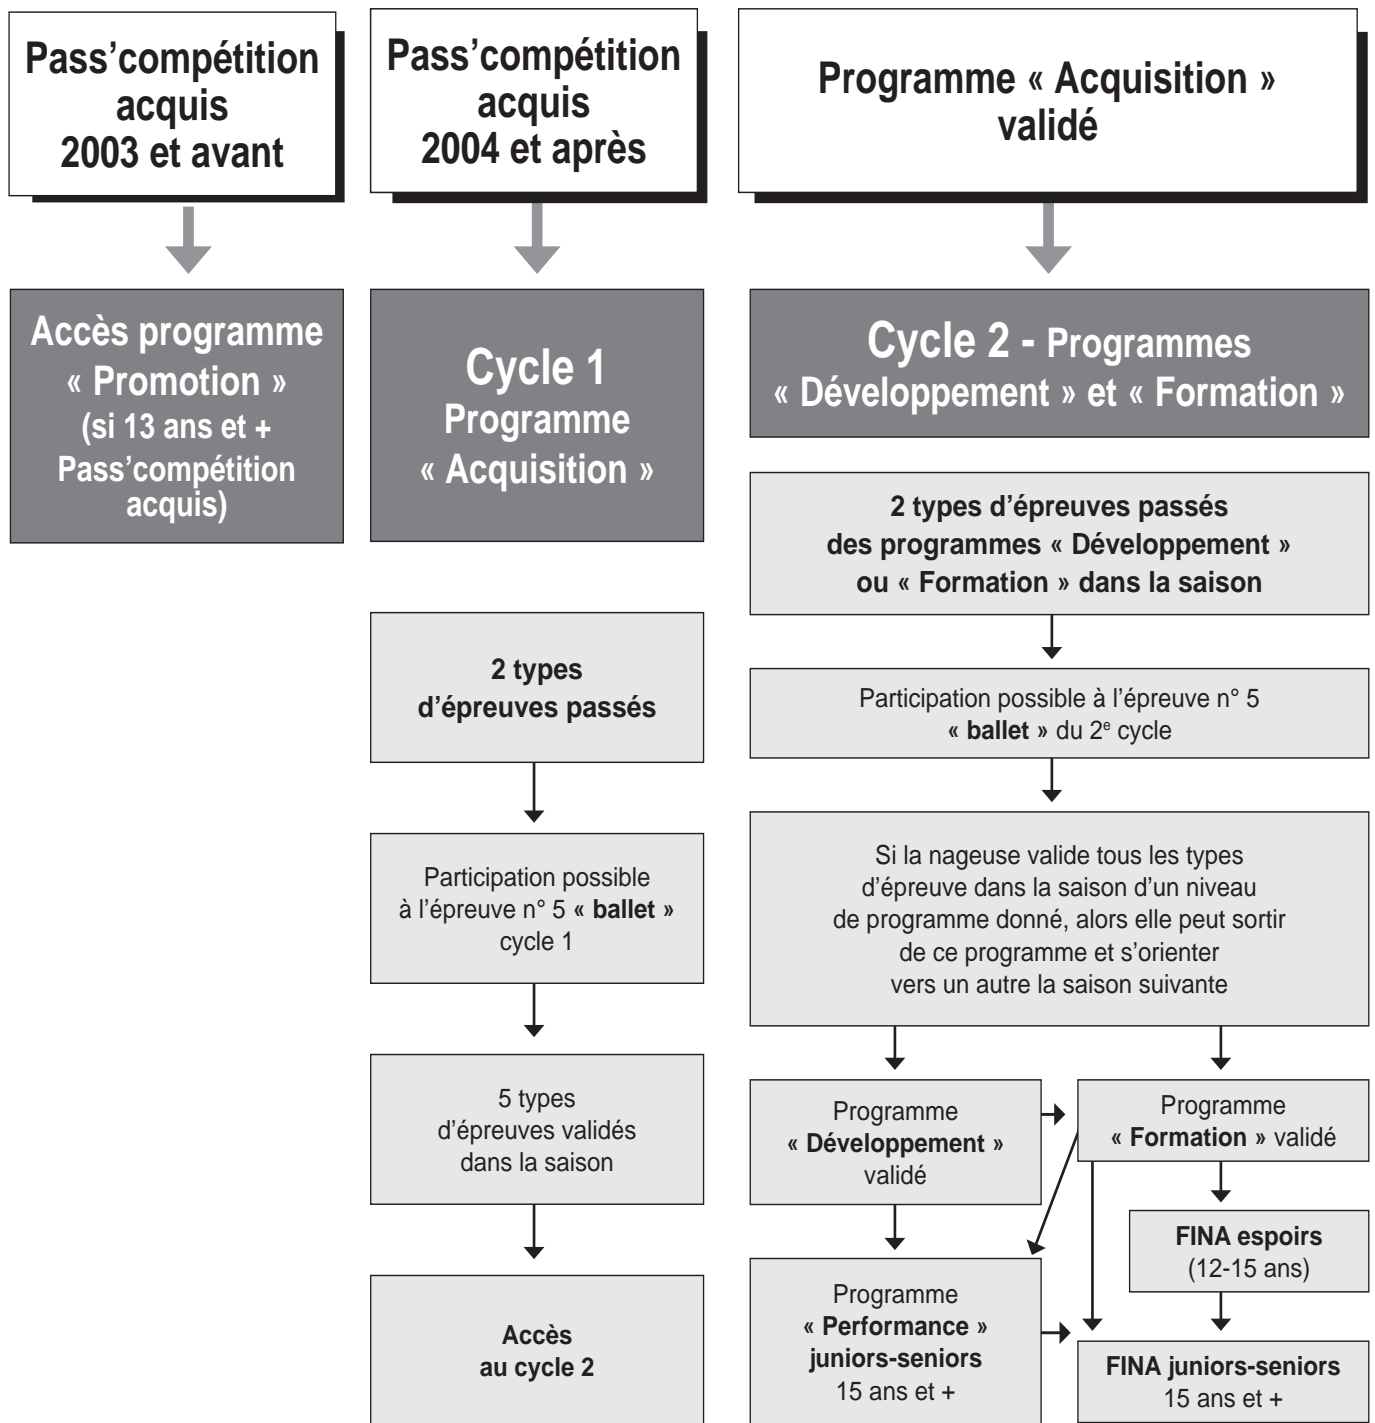 Pass’compétition
acquis
2003 et avant
Accès programme
« Promotion »
(si 13 ans et +
Pass’compétition
acquis)
Pass’compétition
acquis
2004 et après
Cycle 1
Programme
« Acquisition »
2 types
d’épreuves passés
Participation possible
à l’épreuve n° 5 « ballet »
cycle 1
5 types
d’épreuves validés
dans la saison
Accès
au cycle 2
Programme « Acquisition »
validé
Cycle 2 - Programmes
« Développement » et « Formation »
2 types d’épreuves passés
des programmes « Développement »
ou « Formation » dans la saison
Participation possible à l’épreuve n° 5
« ballet » du 2e cycle
Si la nageuse valide tous les types
d’épreuve dans la saison d’un niveau
de programme donné, alors elle peut sortir
de ce programme et s’orienter
vers un autre la saison suivante
Programme
« Développement »
validé
Programme
« Formation » validé
FINA espoirs
(12-15 ans)
Programme
« Performance »
juniors-seniors
15 ans et +
FINA juniors-seniors
15 ans et +